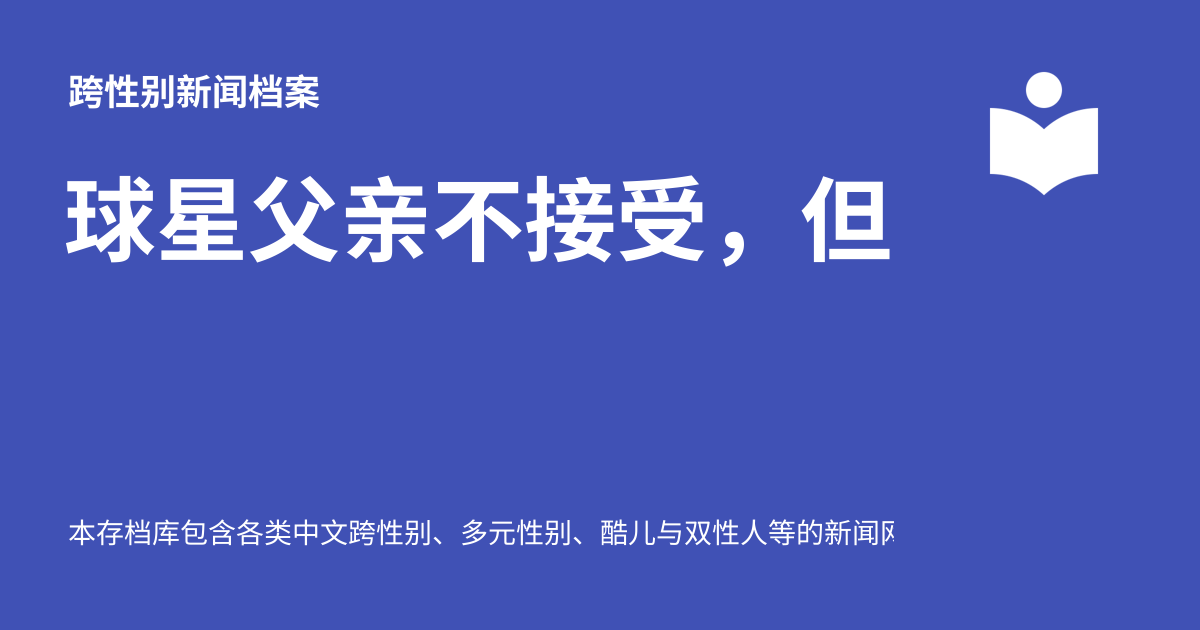 跨性别新闻档案
球星父亲不接受，但
本存档库包含各类中文跨性别、多元性别、酷儿与双性人等的新闻